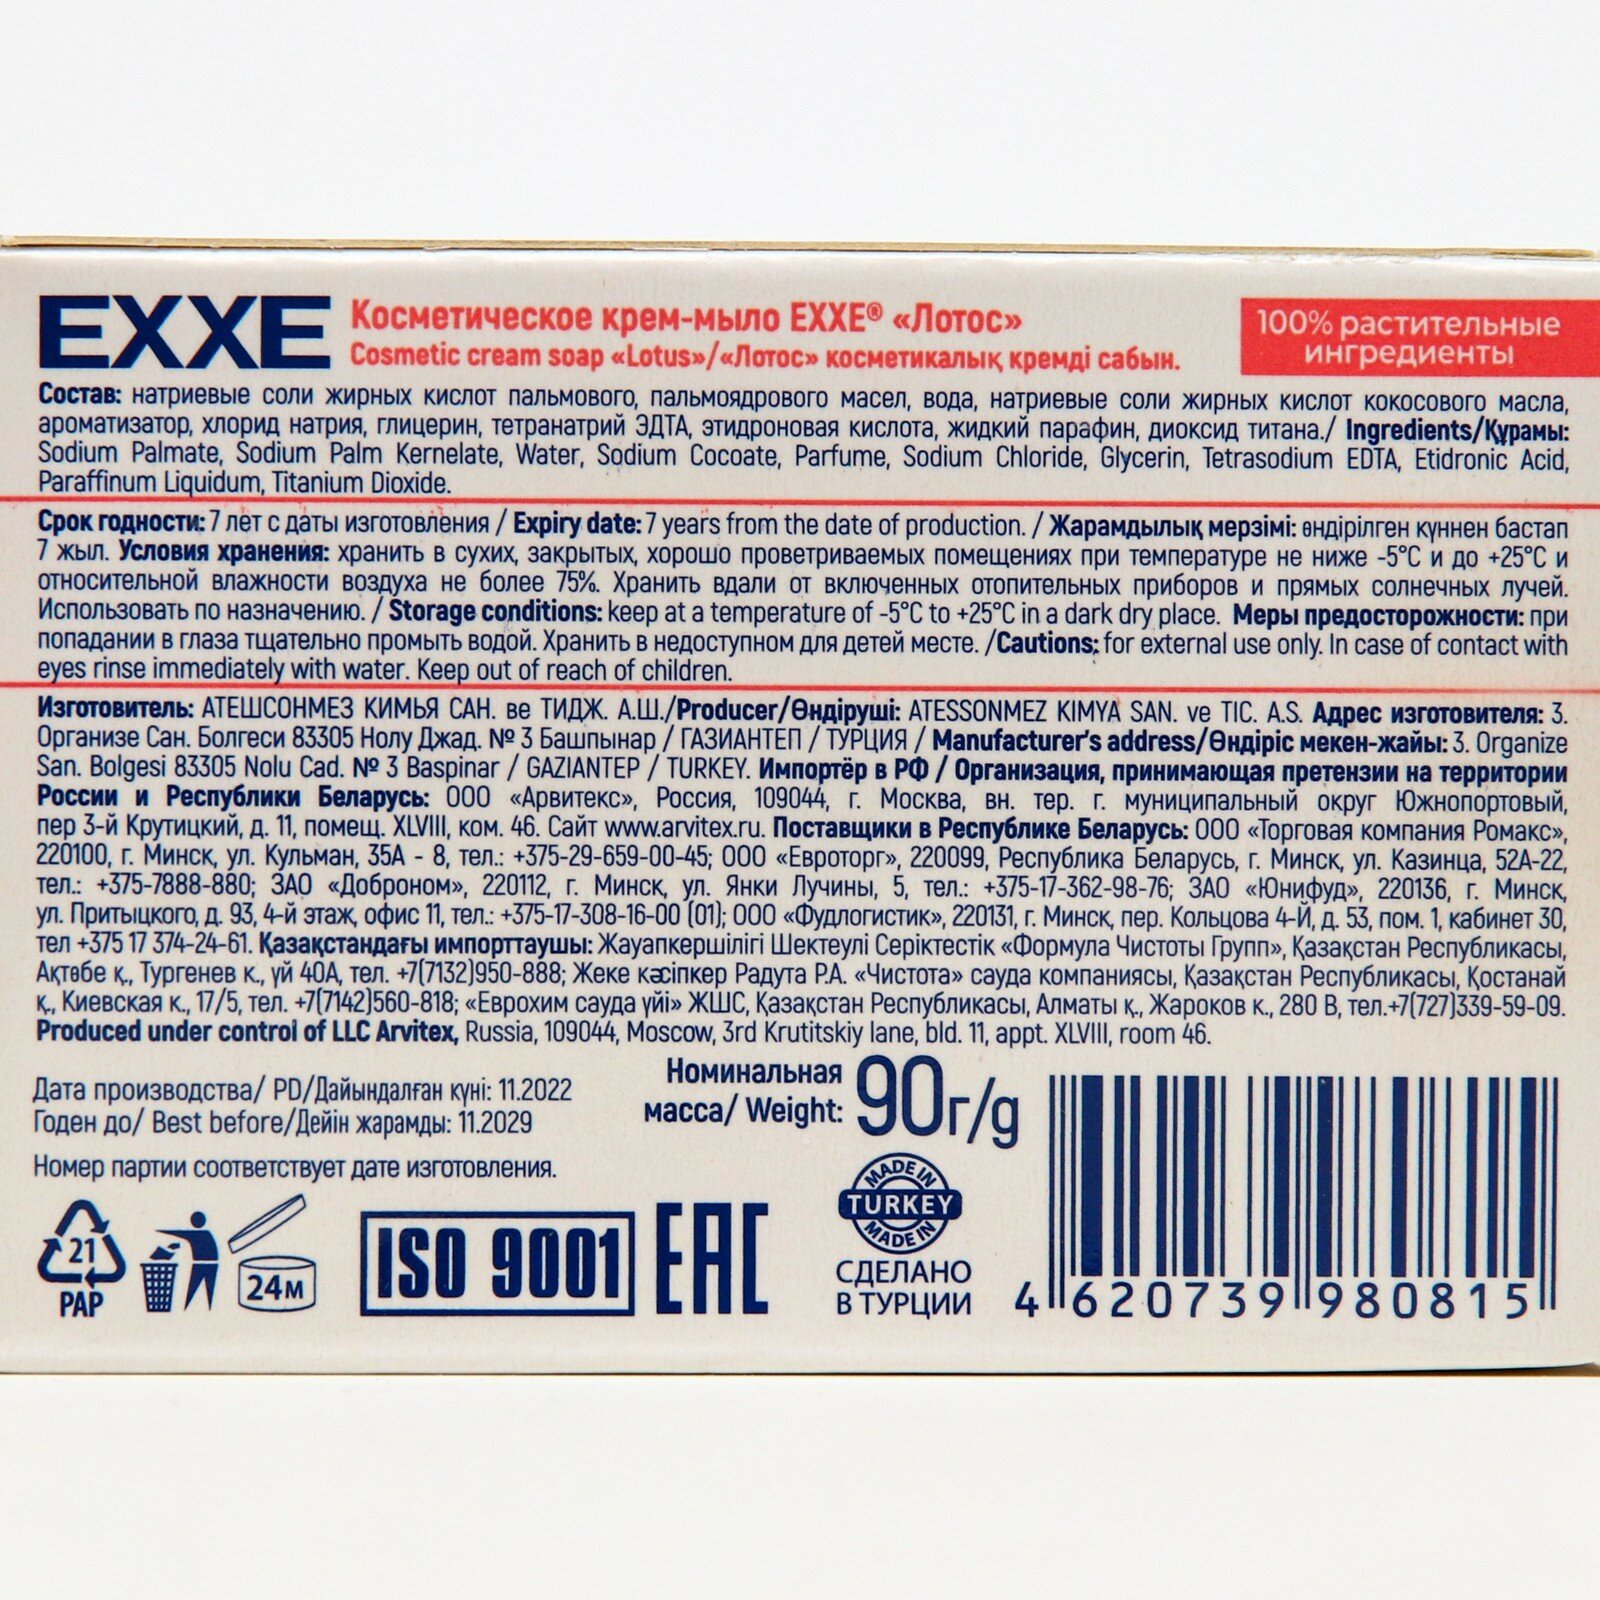 EXXE
Косметическое крем-мыло EXXE® «Лотос»
Cosmetic cream soap «Lotus»/«Лотос» косметикалық кремді сабын.
100% растительные
ингредиенты
Состав: натриевые соли жирных кислот пальмового, пальмоядрового масел, вода, натриевые соли жирных кислот кокосового масла,
ароматизатор, хлорид натрия, глицерин, тетранатрий ЭДТА, этидроновая кислота, жидкий парафин, диоксид титана./ Ingredients/Құрамы:
Sodium Palmate, Sodium Palm Kernelate, Water, Sodium Cocoate, Parfume, Sodium Chloride, Glycerin, Tetrasodium EDTA, Etidronic Acid,
Paraffinum Liquidum, Titanium Dioxide.
Срок годности: 7 лет с даты изготовления / Expiry date: 7 years from the date of production. / Жарамдылық мерзімі: өндірілген күннен бастап
7 жыл. Условия хранения: хранить в сухих, закрытых, хорошо проветриваемых помещениях при температуре не ниже -5°C и до +25°C и
относительной влажности воздуха не более 75%. Хранить вдали от включенных отопительных приборов и прямых солнечных лучей.
Использовать по назначению. / Storage conditions: keep at a temperature of -5°C to +25°C in a dark dry place. Меры предосторожности: при
попадании в глаза тщательно промыть водой. Хранить в недоступном для детей месте. /Cautions: for external use only. In case of contact with
eyes rinse immediately with water. Keep out of reach of children.
Изготовитель: АТЕШСОНМЕЗ КИМЬЯ САН. ве ТИДЖ. А.Ш./Producer/Өндіруші: ATESSONMEZ KIMYA SAN. ve TIC. A.S. Адрес изготовителя: 3.
Организе Сан. Болгеси 83305 Нолу Джад. № 3 Башпынар / ГАЗИАНТЕП / ТУРЦИЯ / Manufacturer's address/Өндіріс мекен-жайы: 3. Organize
San. Bolgesi 83305 Nolu Cad. № 3 Baspinar / GAZIANTEP / TURKEY. Импортёр в РФ / Организация, принимающая претензии на территории
России и Республики Беларусь: ООО «Арвитекс», Россия, 109044, г. Москва, вн. тер. г. муниципальный округ Южнопортовый,
пер 3-й Крутицкий, д. 11, помещ. XLVIII, ком. 46. Сайт www.arvitex.ru. Поставщики в Республике Беларусь: ООО «Торговая компания Ромакс»,
220100, г. Минск, ул. Кульман, 35А - 8, тел.: +375-29-659-00-45; ООО «Евроторг», 220099, Республика Беларусь, г. Минск, ул. Казинца, 52А-22,
тел.: +375-7888-880; ЗАО «Доброном», 220112, г. Минск, ул. Янки Лучины, 5, тел.: +375-17-362-98-76; ЗАО «Юнифуд», 220136, г. Минск,
ул. Притыцкого, д. 93, 4-й этаж, офис 11, тел.: +375-17-308-16-00 (01); ООО «Фудлогистик», 220131, г. Минск, пер. Кольцова 4-Й, д. 53, пом. 1, кабинет 30,
тел +375 17 374-24-61. Қазақстандағы импорттаушы: Жауапкершілігі Шектеулі Серіктестік «Формула Чистоты Групп», Қазақстан Республикасы,
Ақтөбе қ., Тургенев к., үй 40А, тел. +7(7132)950-888; Жеке кәсіпкер Радута Р.А. «Чистота» сауда компаниясы, Қазақстан Республикасы, Қостанай
қ., Киевская к., 17/5, тел. +7(7142)560-818; «Еврохим сауда үйі» ЖШС, Қазақстан Республикасы, Алматы қ., Жароков к., 280 В, тел.+7(727)339-59-09.
Produced under control of LLC Arvitex, Russia, 109044, Moscow, 3rd Krutitskiy lane, bld. 11, appt. XLVIII, room 46.
Дата производства/ PD/Дайындалған күні: 11.2022
Годен до/ Best before/Дейін жарамды: 11.2029
Номер партии соответствует дате изготовления.
Номинальная
масса/ Weight: 90г/g
21
PAP
24м
ISO 9001
EAC
MADE IN
TURKEY
MADE IN
СДЕЛАНО
В ТУРЦИИ
4 620739 980815